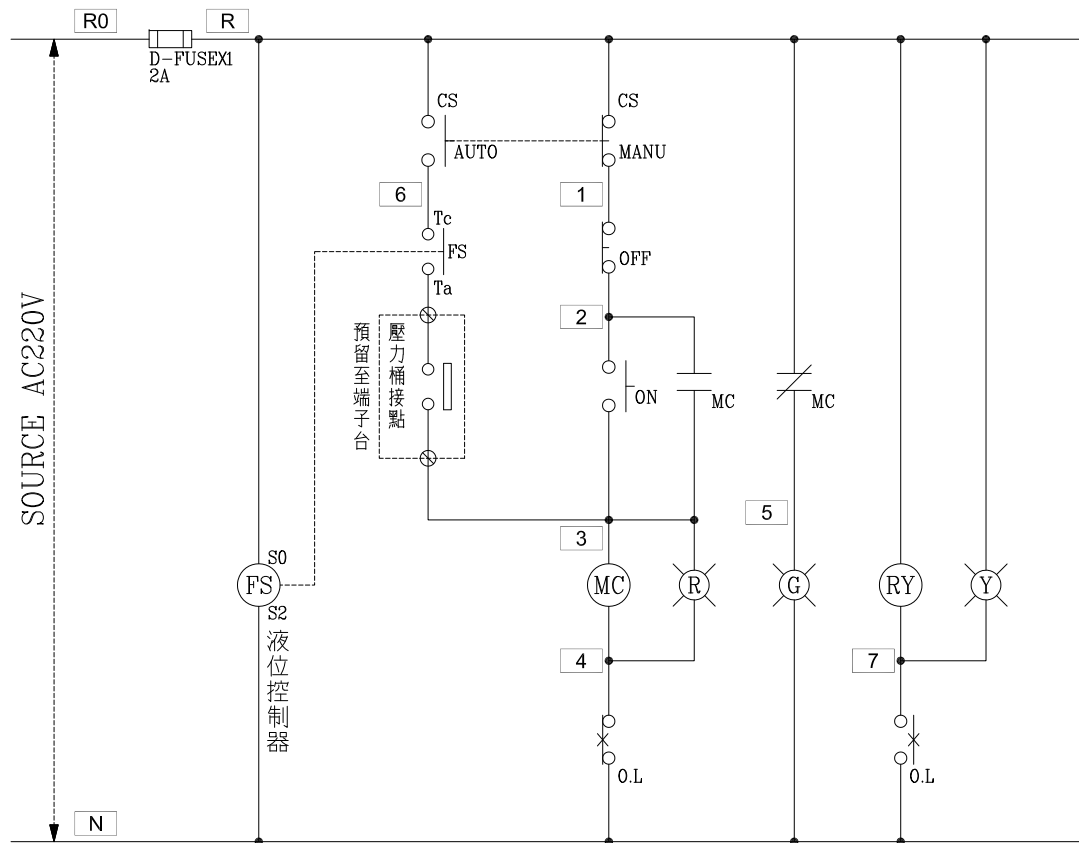 R0
R
D-FUSEX1
2A
CS
CS
AUTO
MANU
6
1
Tc
FS
OFF
Ta
SOURCE AC220V
2
預留至端子台
壓力桶接點
ON
MC
MC
5
3
S0
FS
MC
R
G
RY
Y
S2
液位控制器
4
7
O.L
O.L
N